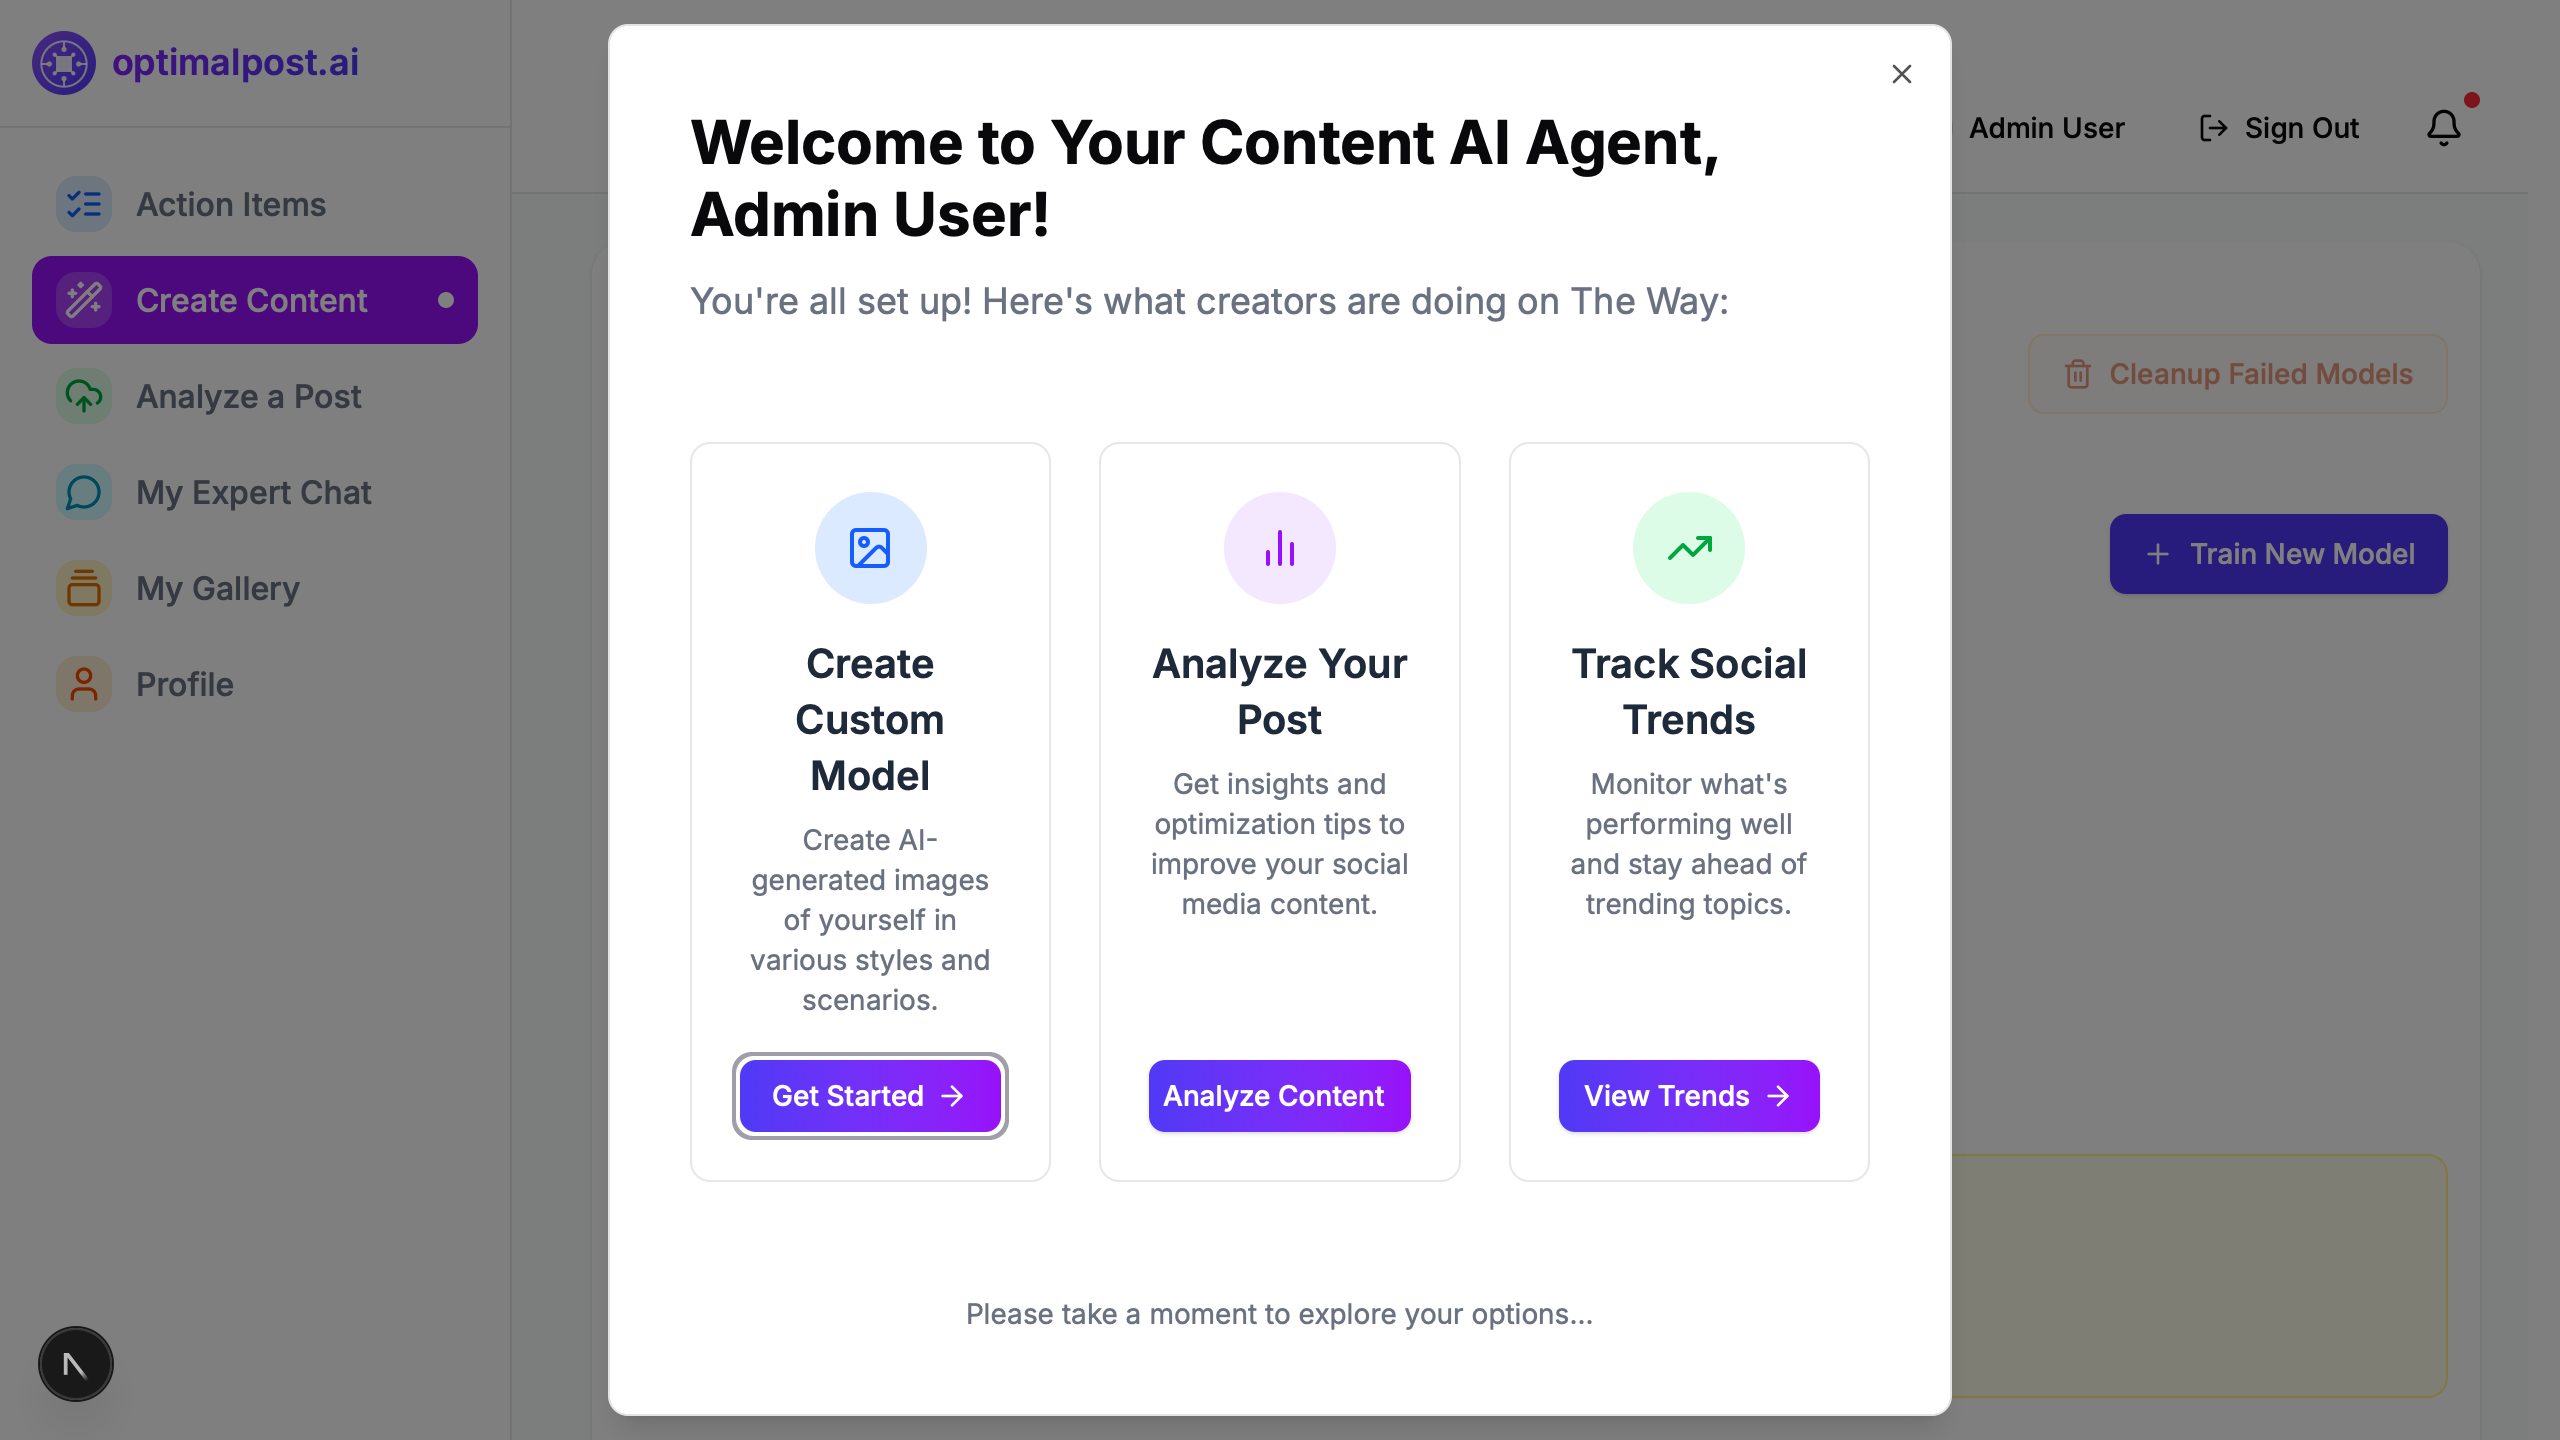 optimalpost.ai
Action Items
Create Content
Analyze a Post
My Expert Chat
My Gallery
Profile
Admin User
Sign Out
Cleanup Failed Models
Train New Model
Welcome to Your Content AI Agent,
Admin User!
You're all set up! Here's what creators are doing on The Way:
Create
Custom
Model
Create AI-
generated images
of yourself in
various styles and
scenarios.
Get Started
Analyze Your
Post
Get insights and
optimization tips to
improve your social
media content.
Analyze Content
Track Social
Trends
Monitor what's
performing well
and stay ahead of
trending topics.
View Trends
Please take a moment to explore your options...